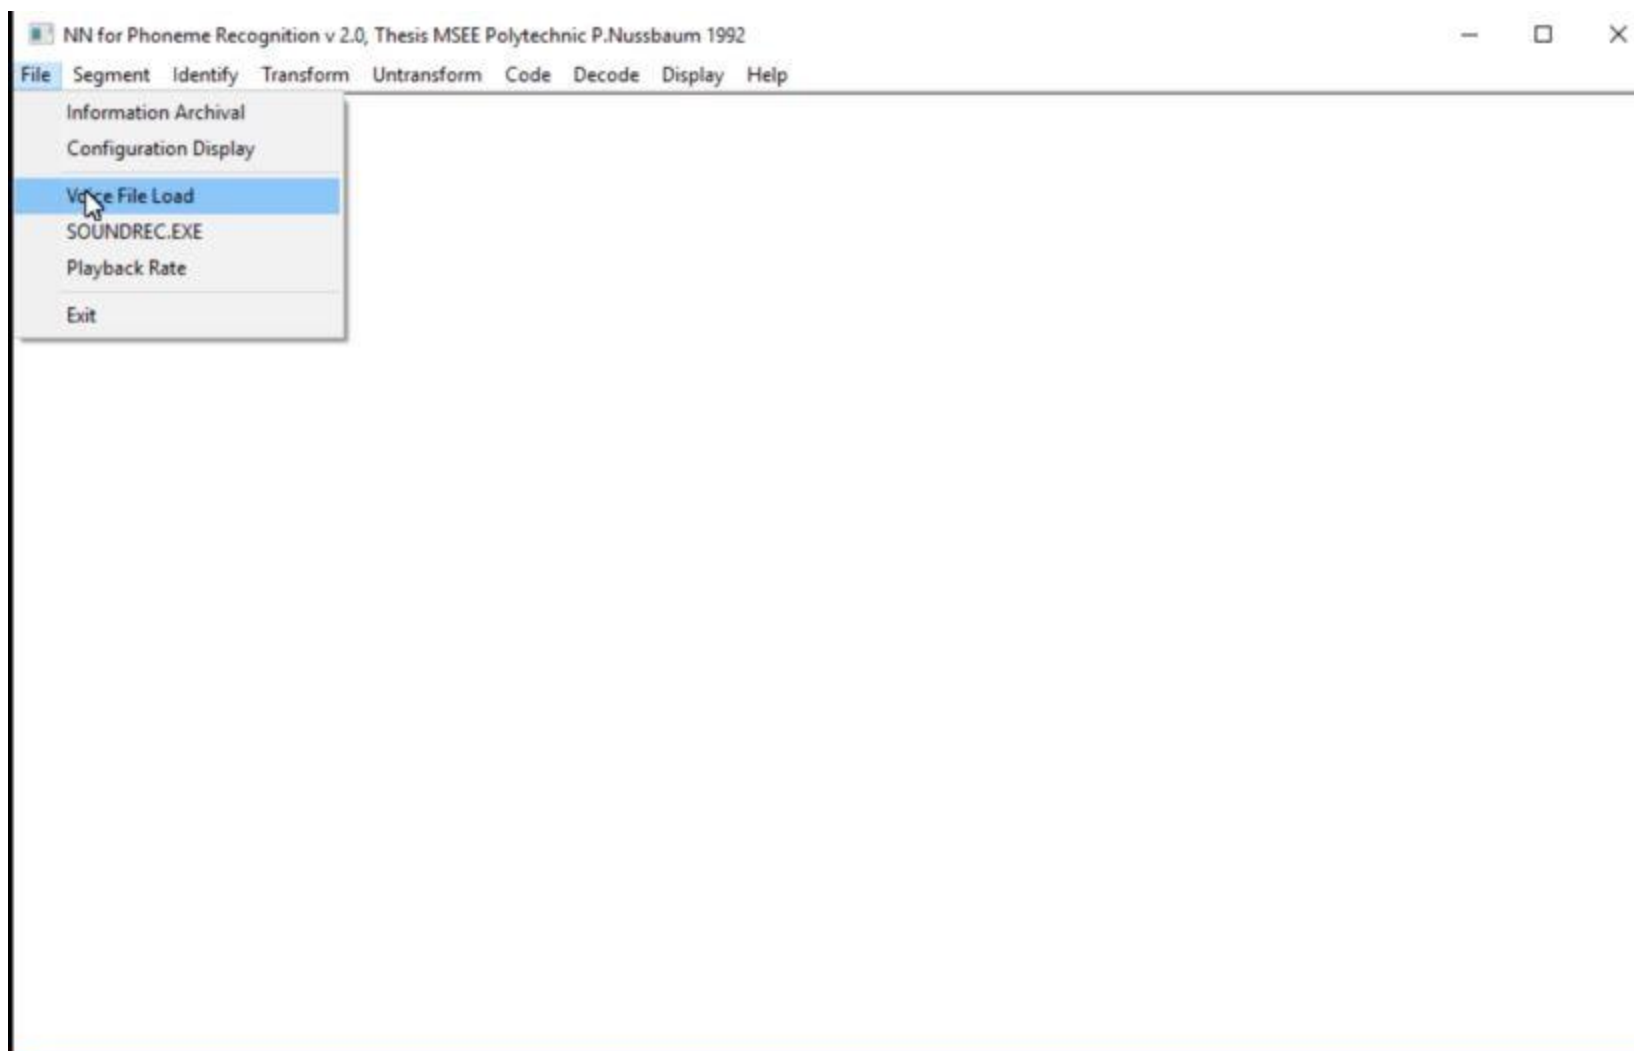 NN for Phoneme Recognition v 2.0, Thesis MSEE Polytechnic P.Nussbaum 1992
File Segment Identify Transform Untransform Code Decode Display Help
Information Archival
Configuration Display
Voice File Load
SOUNDREC.EXE
Playback Rate
Exit